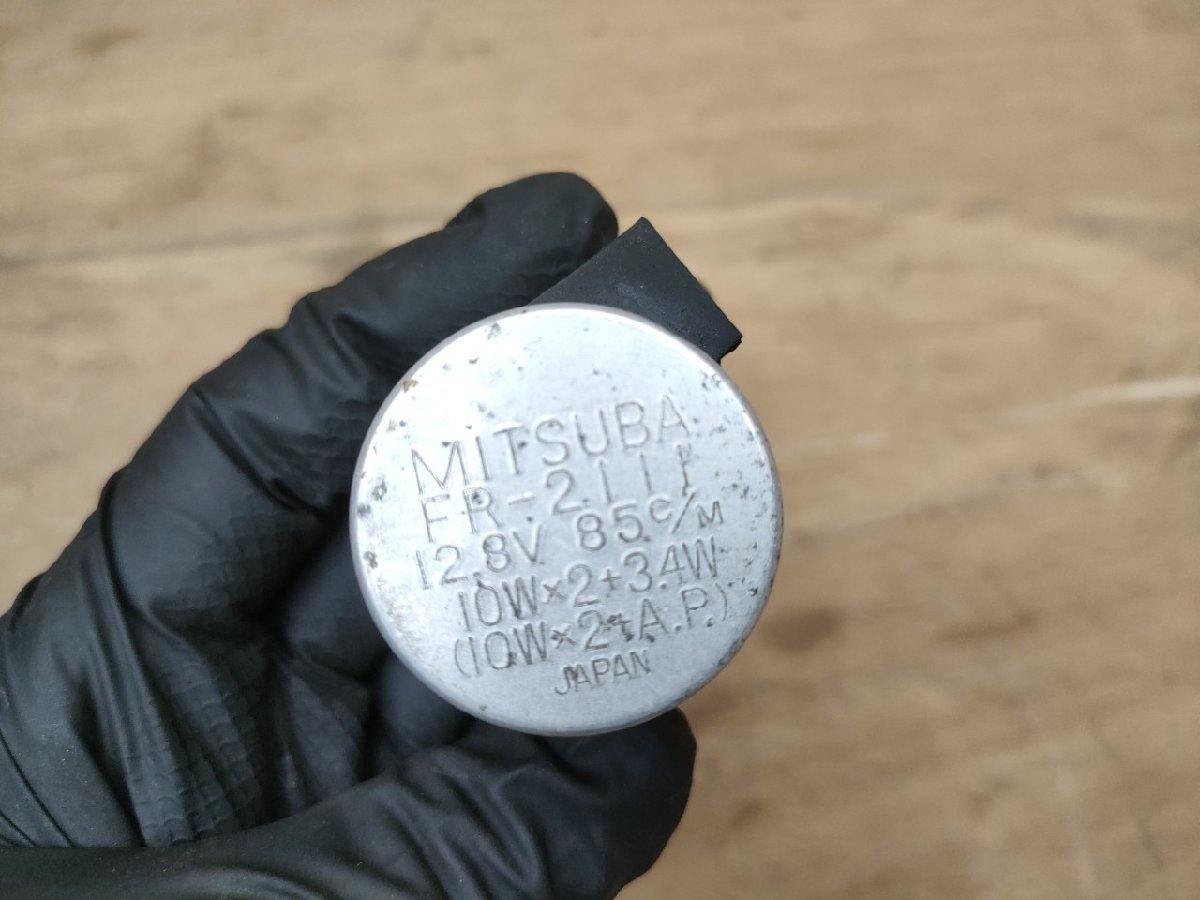 MITSUBA
FR-2111
12.8V 85c/M
10W×2+3.4W
(10W×2+A.P.)
JAPAN